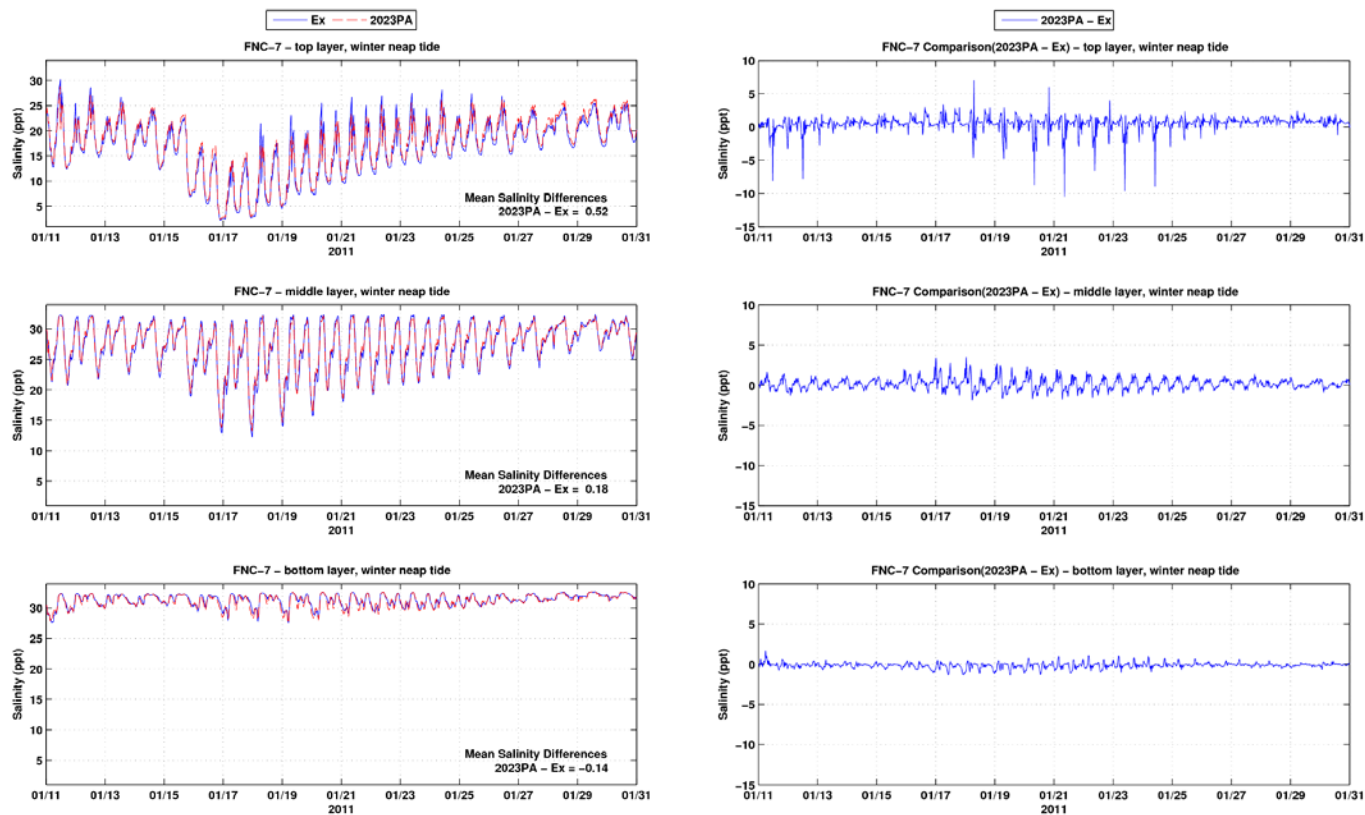 Ex 2023PA
FNC-7 - top layer, winter neap tide
Salinity (ppt)
30
25
20
15
10
5
Mean Salinity Differences
2023PA - Ex = 0.52
01/11 01/13 01/15 01/17 01/19 01/21 01/23 01/25 01/27 01/29 01/31
2011
2023PA - Ex
FNC-7 Comparison(2023PA - Ex) - top layer, winter neap tide
Salinity (ppt)
10
5
0
-5
-10
-15
01/11 01/13 01/15 01/17 01/19 01/21 01/23 01/25 01/27 01/29 01/31
2011
FNC-7 - middle layer, winter neap tide
Salinity (ppt)
30
25
20
15
10
5
Mean Salinity Differences
2023PA - Ex = 0.18
01/11 01/13 01/15 01/17 01/19 01/21 01/23 01/25 01/27 01/29 01/31
2011
FNC-7 Comparison(2023PA - Ex) - middle layer, winter neap tide
Salinity (ppt)
10
5
0
-5
-10
-15
01/11 01/13 01/15 01/17 01/19 01/21 01/23 01/25 01/27 01/29 01/31
2011
FNC-7 - bottom layer, winter neap tide
Salinity (ppt)
30
25
20
15
10
5
Mean Salinity Differences
2023PA - Ex = -0.14
01/11 01/13 01/15 01/17 01/19 01/21 01/23 01/25 01/27 01/29 01/31
2011
FNC-7 Comparison(2023PA - Ex) - bottom layer, winter neap tide
Salinity (ppt)
10
5
0
-5
-10
-15
01/11 01/13 01/15 01/17 01/19 01/21 01/23 01/25 01/27 01/29 01/31
2011